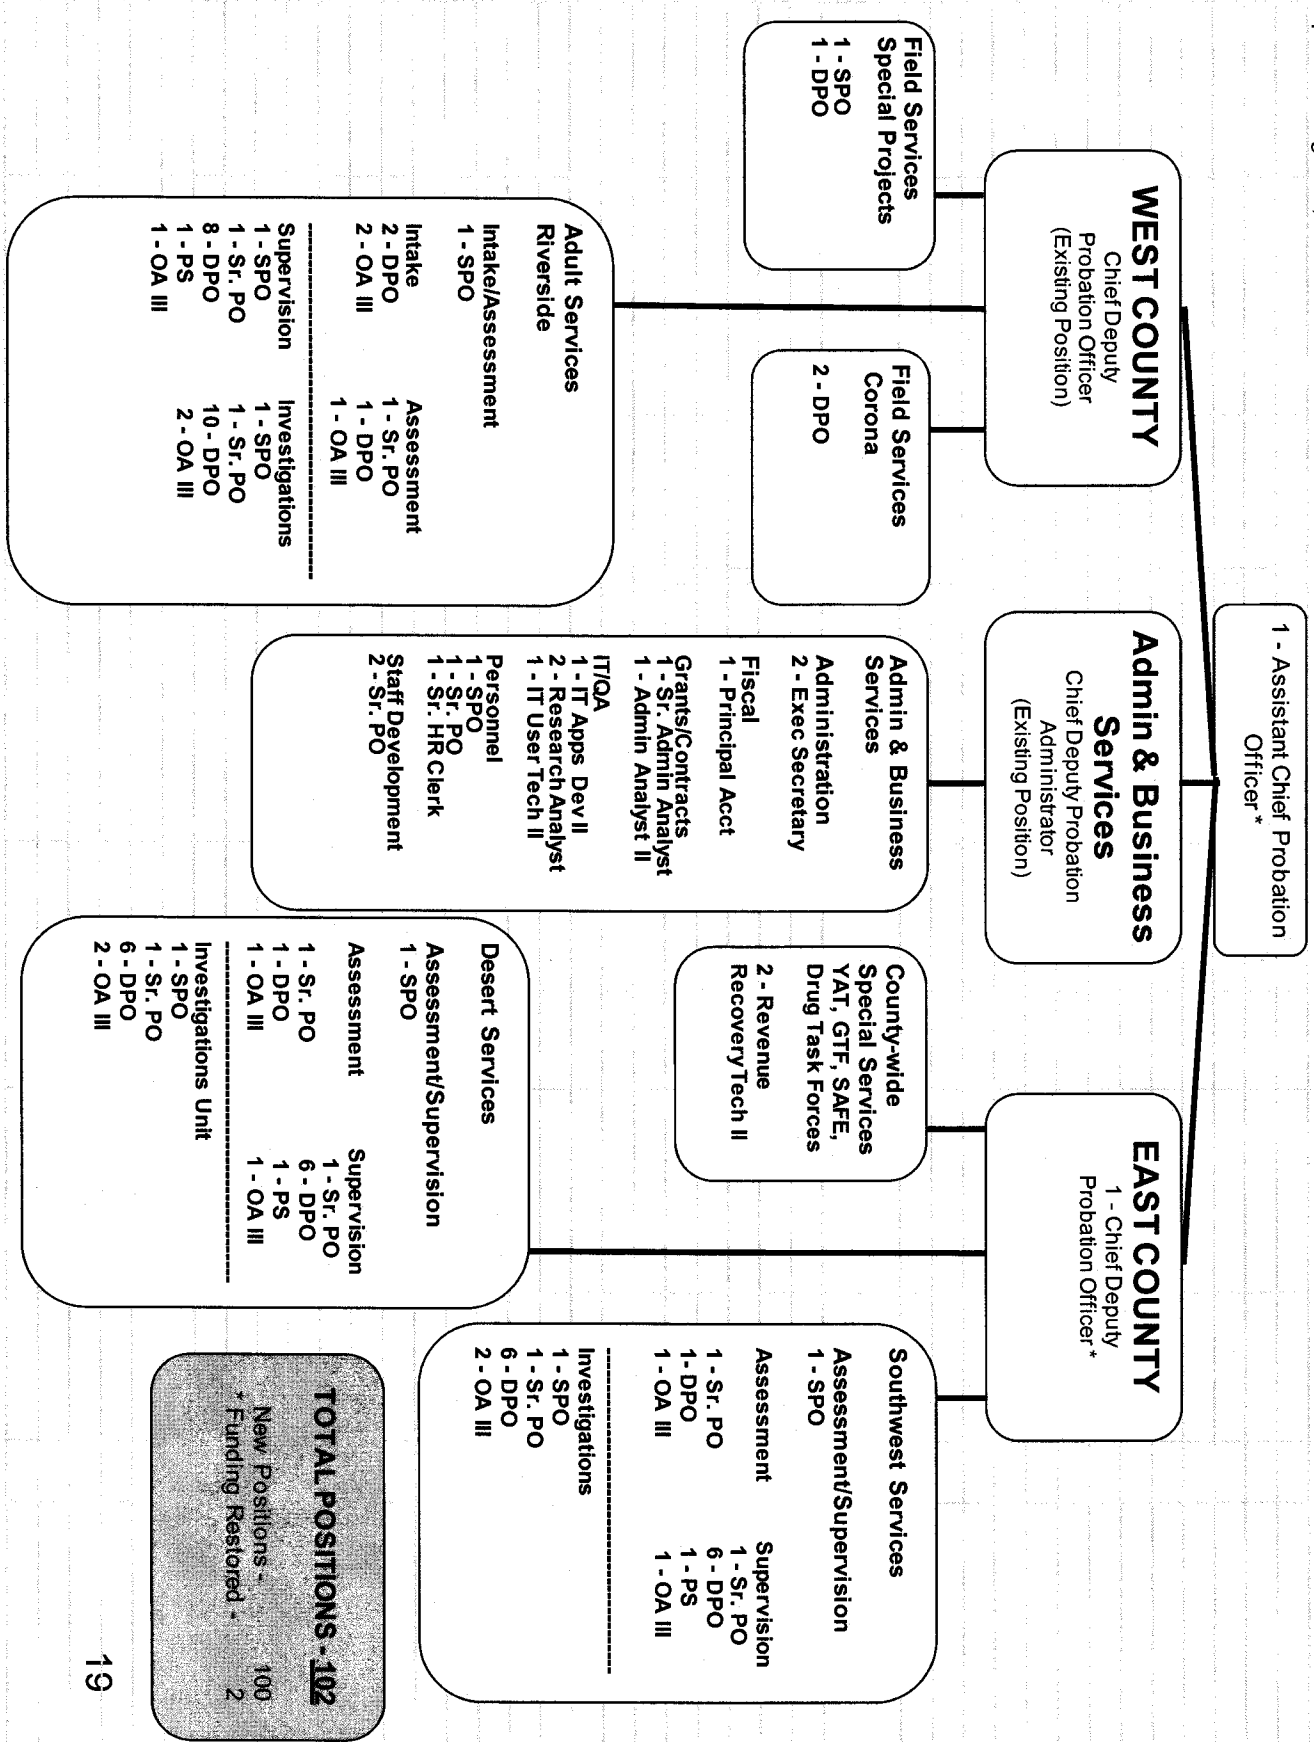 1 - Assistant Chief Probation
Officer *
WEST COUNTY
Chief Deputy
Probation Officer
(Existing Position)
Admin & Business
Services
Chief Deputy Probation
Administrator
(Existing Position)
EAST COUNTY
1 - Chief Deputy
Probation Officer *
Field Services
Special Projects
1 - SPO
1 - DPO
Field Services
Corona
2 - DPO
Adult Services
Riverside
Intake/Assessment
1 - SPO
Intake
2 - DPO
2 - OA III
Assessment
1 - Sr. PO
1 - DPO
1 - OA III
Supervision
1 - SPO
1 - Sr. PO
8 - DPO
1 - PS
1 - OA III
Investigations
1 - SPO
1 - Sr. PO
10 - DPO
2 - OA III
Admin & Business
Services
Administration
2 - Exec Secretary
Fiscal
1 - Principal Acct
Grants/Contracts
1 - Sr. Admin Analyst
1 - Admin Analyst II
IT/QA
1 - IT Apps Dev II
2 - Research Analyst
1 - IT User Tech II
Personnel
1 - SPO
1 - Sr. PO
1 - Sr. HR Clerk
Staff Development
2 - Sr. PO
County-wide
Special Services
YAT, GTF, SAFE,
Drug Task Forces
2 - Revenue
Recovery Tech II
Desert Services
Assessment/Supervision
1 - SPO
Assessment
1 - Sr. PO
1 - DPO
1 - OA III
Supervision
1 - Sr. PO
6 - DPO
1 - PS
1 - OA III
Investigations Unit
1 - SPO
1 - Sr. PO
6 - DPO
2 - OA III
Southwest Services
Assessment/Supervision
1 - SPO
Assessment
1 - Sr. PO
1- DPO
1 - OA III
Supervision
1 - Sr. PO
6 - DPO
1 - PS
1 - OA III
Investigations
1 - SPO
1 - Sr. PO
6 - DPO
2 - OA III
TOTAL POSITIONS - 102
New Positions - 100
* Funding Restored - 2
19